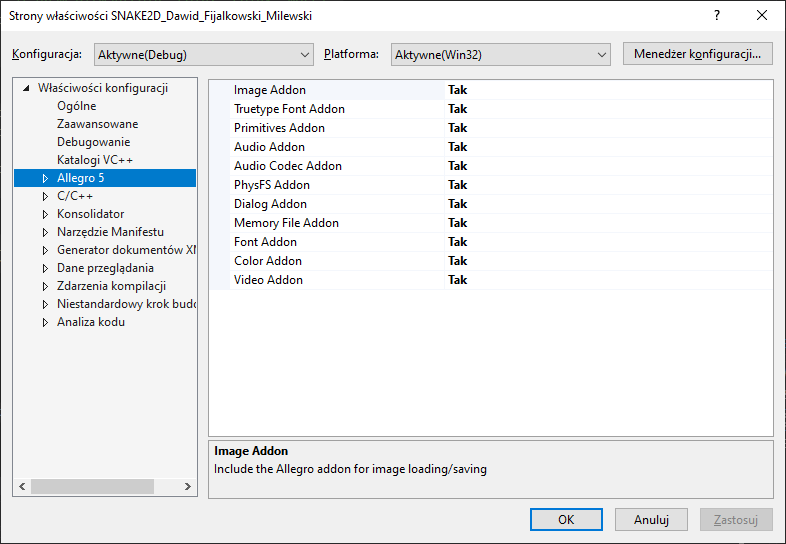 Strony właściwości SNAKE2D_Dawid_Fijalkowski_Milewski
Konfiguracja: Aktywne(Debug) Platforma: Aktywne(Win32) Menedżer konfiguracji...
Właściwości konfiguracji
Ogólne
Zaawansowane
Debugowanie
Katalogi VC++
Allegro 5
C/C++
Konsolidator
Narzędzie Manifestu
Generator dokumentów XM
Dane przeglądania
Zdarzenia kompilacji
Niestandardowy krok budo
Analiza kodu
Image Addon Tak
Truetype Font Addon Tak
Primitives Addon Tak
Audio Addon Tak
Audio Codec Addon Tak
PhysFS Addon Tak
Dialog Addon Tak
Memory File Addon Tak
Font Addon Tak
Color Addon Tak
Video Addon Tak
Image Addon
Include the Allegro addon for image loading/saving
OK Anuluj Zastosuj